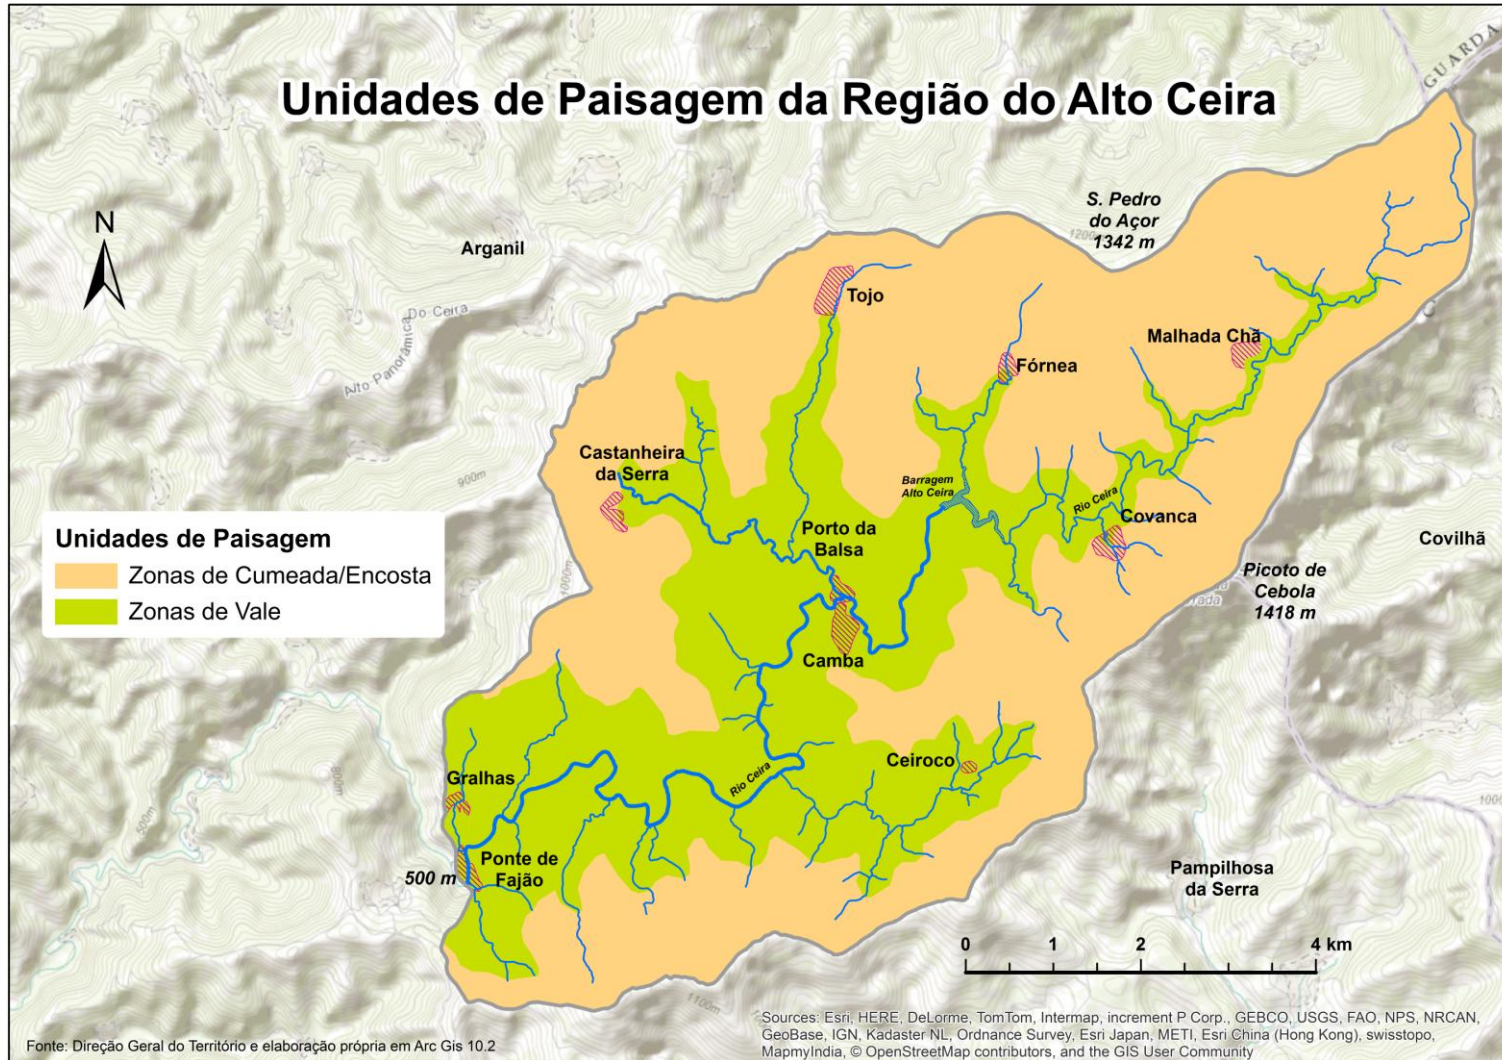 Unidades de Paisagem da Região do Alto Ceira
GUARDA
N
Arganil
S. Pedro
do Açor
1342 m
1200m
Tojo
Do Ceira
Alto Panorâmica
Malhada Chã
Fórnea
Castanheira
da Serra
900m
Barragem
Alto Ceira
Rio Ceira
Covanca
Covilhã
Porto da
Balsa
Unidades de Paisagem
Zonas de Cumeada/Encosta
Zonas de Vale
1000m
Picoto de
Cebola
1418 m
Camba
Ceiroco
Rio Ceira
Gralhas
800m
500m
Ponte de
Fajão
500 m
Pampilhosa
da Serra
0 1 2 4 km
1100m
Fonte: Direção Geral do Território e elaboração própria em Arc Gis 10.2
Sources: Esri, HERE, DeLorme, TomTom, Intermap, increment P Corp., GEBCO, USGS, FAO, NPS, NRCAN,
GeoBase, IGN, Kadaster NL, Ordnance Survey, Esri Japan, METI, Esri China (Hong Kong), swisstopo,
MapmyIndia, © OpenStreetMap contributors, and the GIS User Community